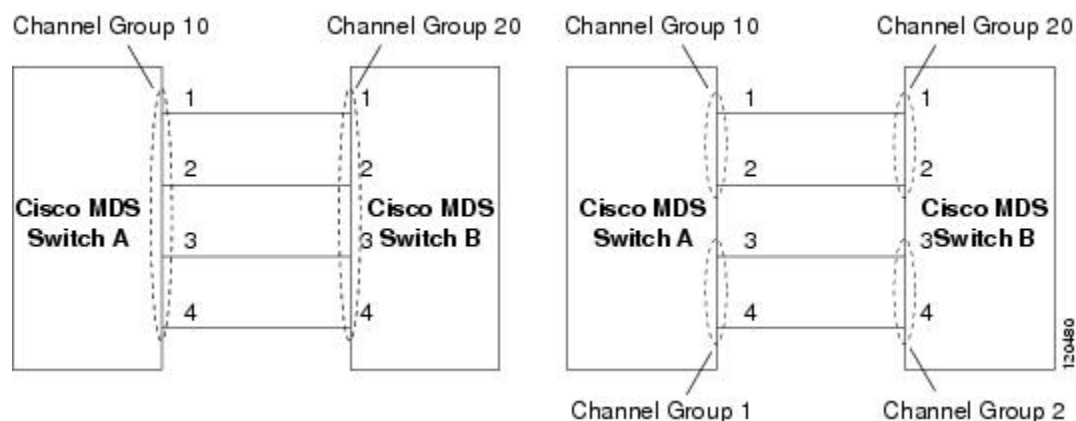 Channel Group 10
Channel Group 20
1
1
2
2
Cisco MDS
Switch A
Cisco MDS
Switch B
3
3
4
4
Channel Group 10
Channel Group 20
1
1
2
2
Cisco MDS
Switch A
Cisco MDS
Switch B
3
3
4
4
Channel Group 1
Channel Group 2
120480